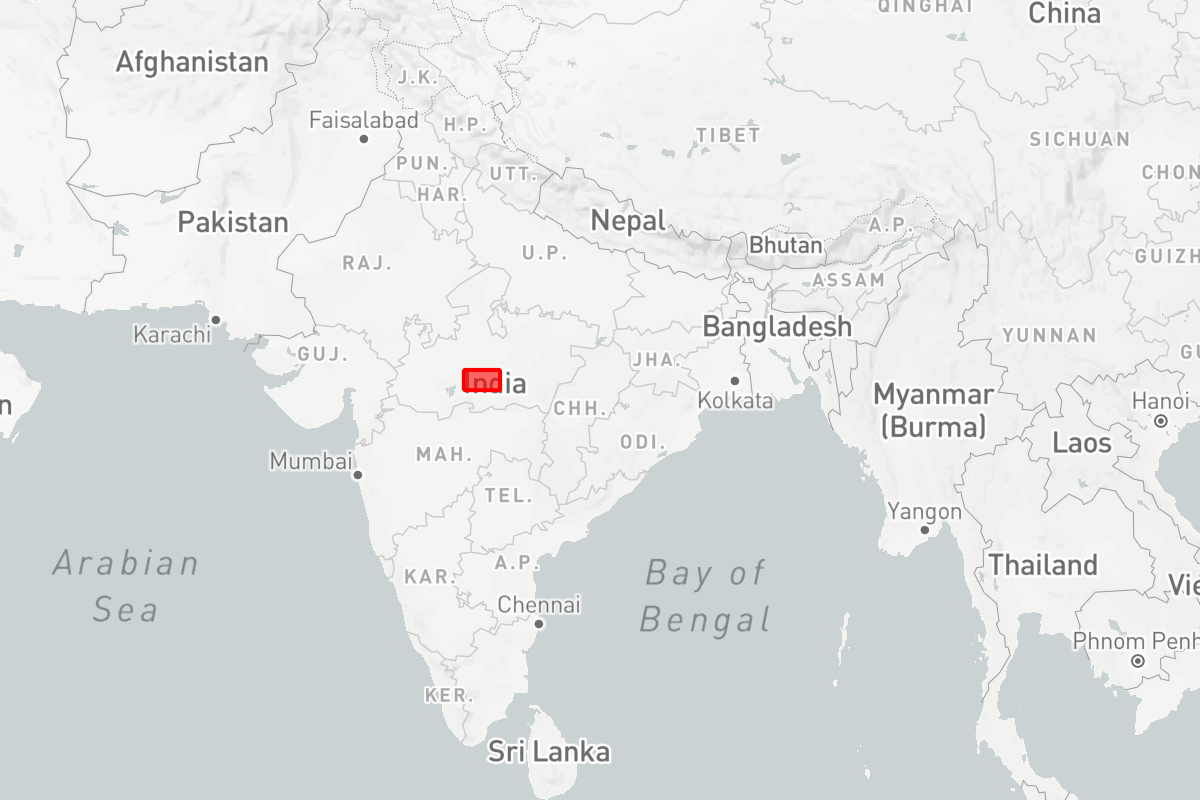 QINGHAI
China
Afghanistan
J.K.
Faisalabad
H.P.
TIBET
SICHUAN
PUN.
UTT.
CHON
HAR.
Pakistan
Nepal
A.P.
Bhutan
U.P.
RAJ.
ASSAM
GUIZH
Karachi
Bangladesh
YUNNAN
GUJ.
JHA.
GU
India
Kolkata
Myanmar
(Burma)
Hanoi
n
CHH.
MAH.
ODI.
Laos
Mumbai
TEL.
Yangon
Arabian
Sea
A.P.
Bay of
Bengal
Thailand
KAR.
Vie
Chennai
Phnom Penh
KER.
Sri Lanka